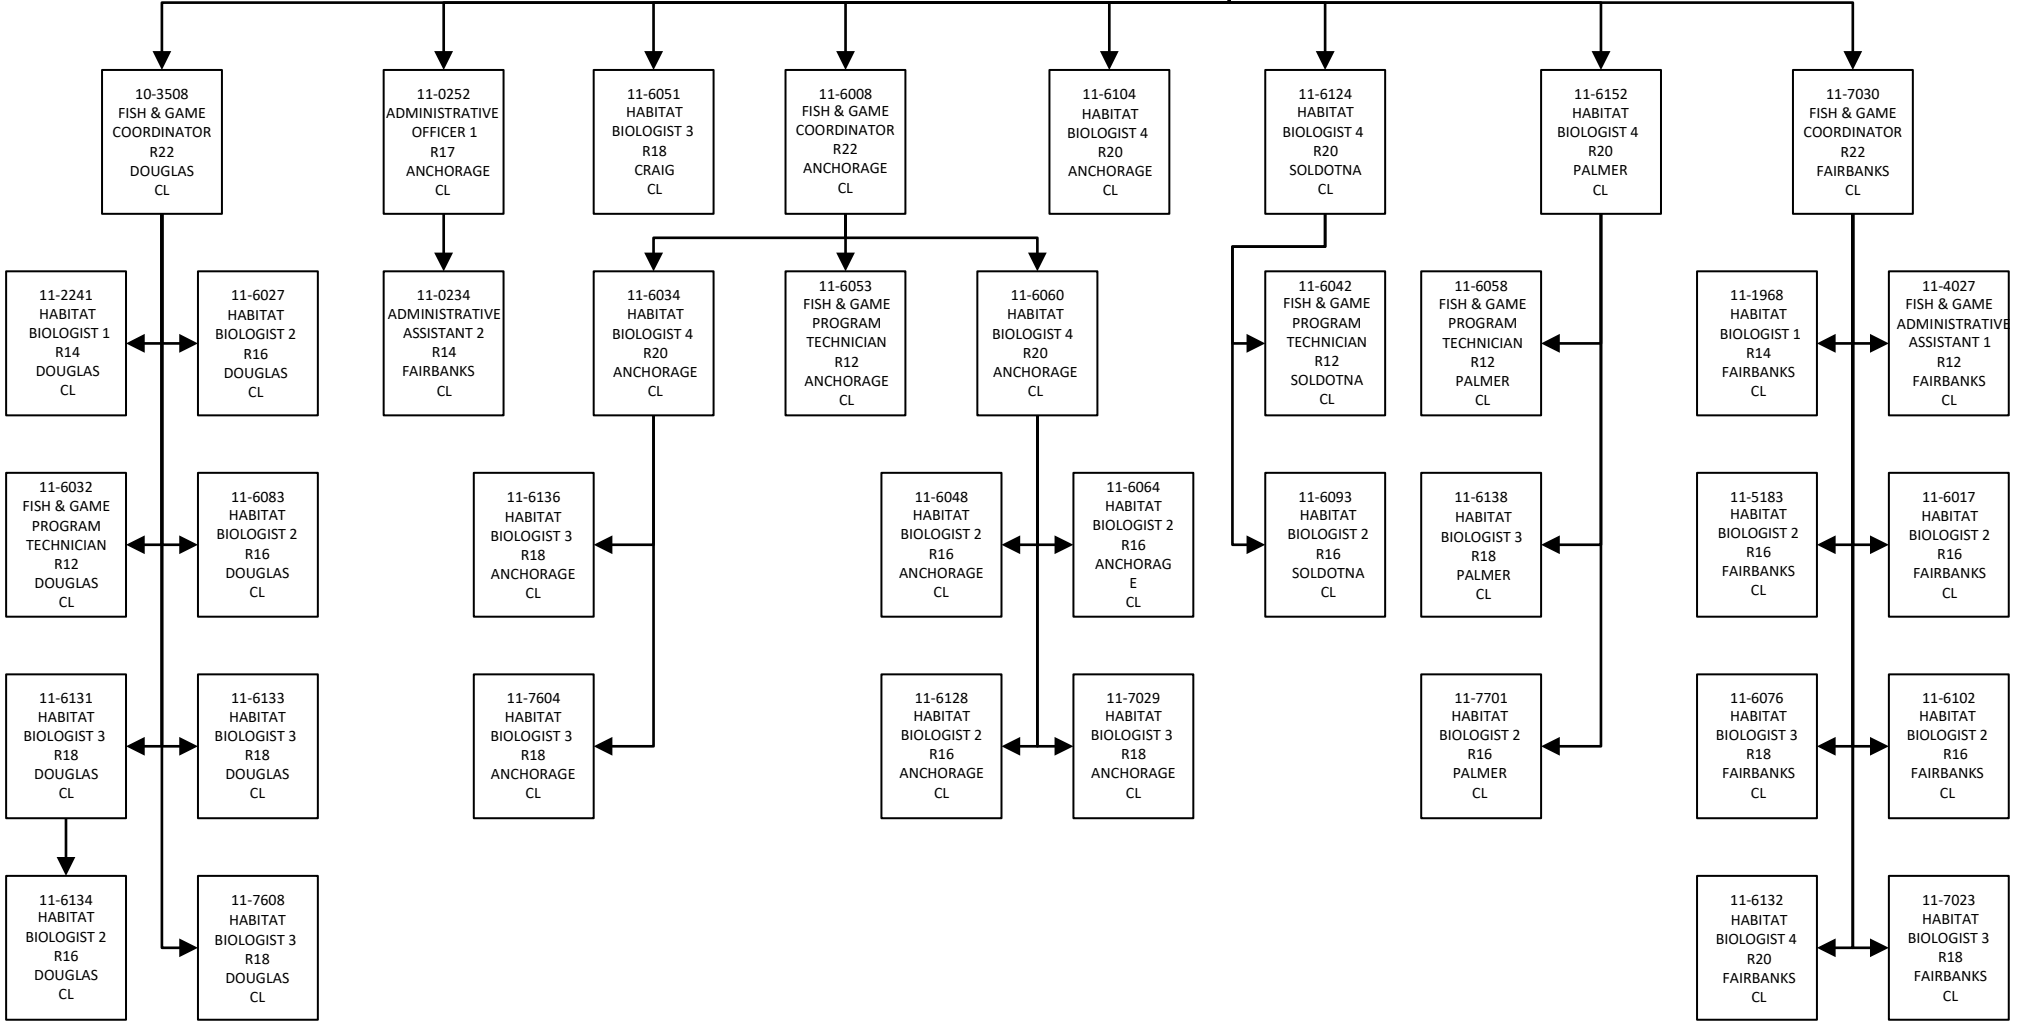 10-3508
FISH & GAME
COORDINATOR
R22
DOUGLAS
CL
11-0252
ADMINISTRATIVE
OFFICER 1
R17
ANCHORAGE
CL
11-6051
HABITAT
BIOLOGIST 3
R18
CRAIG
CL
11-6008
FISH & GAME
COORDINATOR
R22
ANCHORAGE
CL
11-6104
HABITAT
BIOLOGIST 4
R20
ANCHORAGE
CL
11-6124
HABITAT
BIOLOGIST 4
R20
SOLDOTNA
CL
11-6152
HABITAT
BIOLOGIST 4
R20
PALMER
CL
11-7030
FISH & GAME
COORDINATOR
R22
FAIRBANKS
CL
11-2241
HABITAT
BIOLOGIST 1
R14
DOUGLAS
CL
11-6027
HABITAT
BIOLOGIST 2
R16
DOUGLAS
CL
11-0234
ADMINISTRATIVE
ASSISTANT 2
R14
FAIRBANKS
CL
11-6034
HABITAT
BIOLOGIST 4
R20
ANCHORAGE
CL
11-6053
FISH & GAME
PROGRAM
TECHNICIAN
R12
ANCHORAGE
CL
11-6060
HABITAT
BIOLOGIST 4
R20
ANCHORAGE
CL
11-6042
FISH & GAME
PROGRAM
TECHNICIAN
R12
SOLDOTNA
CL
11-6058
FISH & GAME
PROGRAM
TECHNICIAN
R12
PALMER
CL
11-1968
HABITAT
BIOLOGIST 1
R14
FAIRBANKS
CL
11-4027
FISH & GAME
ADMINISTRATIVE
ASSISTANT 1
R12
FAIRBANKS
CL
11-6032
FISH & GAME
PROGRAM
TECHNICIAN
R12
DOUGLAS
CL
11-6083
HABITAT
BIOLOGIST 2
R16
DOUGLAS
CL
11-6136
HABITAT
BIOLOGIST 3
R18
ANCHORAGE
CL
11-6048
HABITAT
BIOLOGIST 2
R16
ANCHORAGE
CL
11-6064
HABITAT
BIOLOGIST 2
R16
ANCHORAG
E
CL
11-6093
HABITAT
BIOLOGIST 2
R16
SOLDOTNA
CL
11-6138
HABITAT
BIOLOGIST 3
R18
PALMER
CL
11-5183
HABITAT
BIOLOGIST 2
R16
FAIRBANKS
CL
11-6017
HABITAT
BIOLOGIST 2
R16
FAIRBANKS
CL
11-6131
HABITAT
BIOLOGIST 3
R18
DOUGLAS
CL
11-6133
HABITAT
BIOLOGIST 3
R18
DOUGLAS
CL
11-7604
HABITAT
BIOLOGIST 3
R18
ANCHORAGE
CL
11-6128
HABITAT
BIOLOGIST 2
R16
ANCHORAGE
CL
11-7029
HABITAT
BIOLOGIST 3
R18
ANCHORAGE
CL
11-7701
HABITAT
BIOLOGIST 2
R16
PALMER
CL
11-6076
HABITAT
BIOLOGIST 3
R18
FAIRBANKS
CL
11-6102
HABITAT
BIOLOGIST 2
R16
FAIRBANKS
CL
11-6134
HABITAT
BIOLOGIST 2
R16
DOUGLAS
CL
11-7608
HABITAT
BIOLOGIST 3
R18
DOUGLAS
CL
11-6132
HABITAT
BIOLOGIST 4
R20
FAIRBANKS
CL
11-7023
HABITAT
BIOLOGIST 3
R18
FAIRBANKS
CL